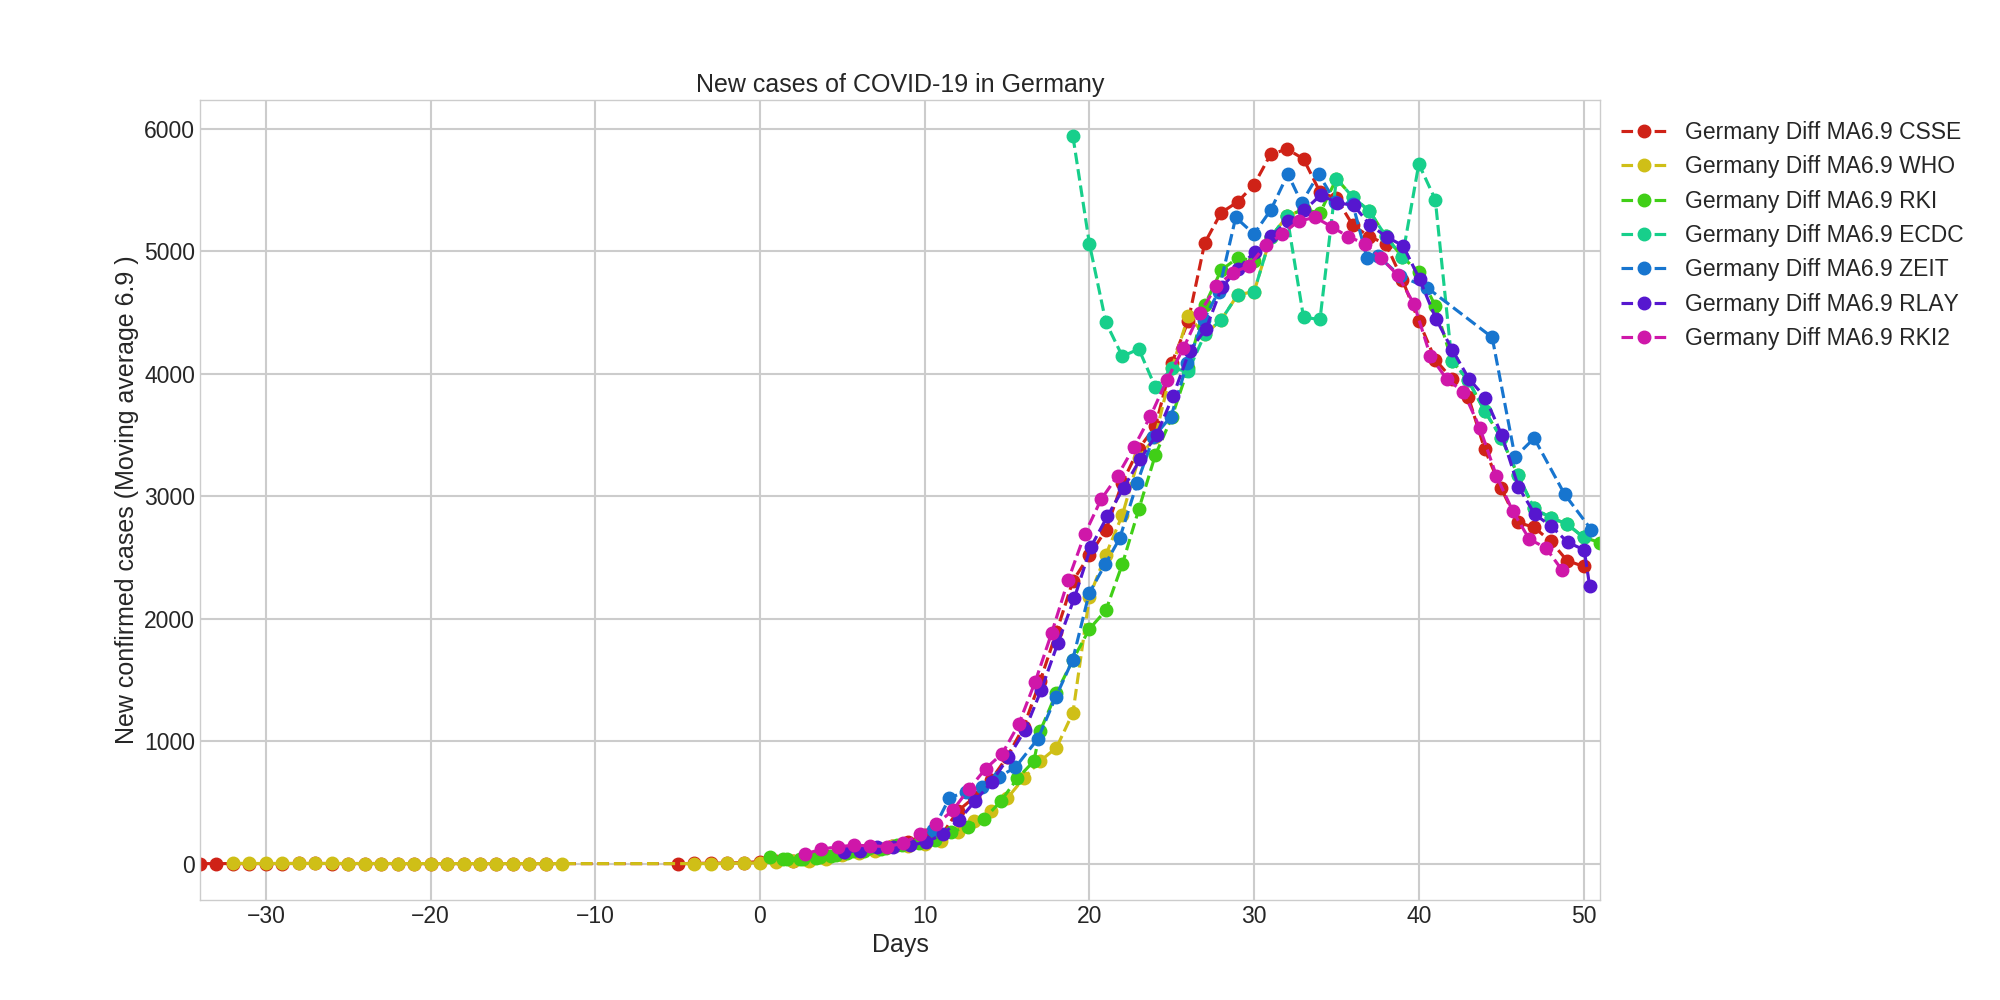 New cases of COVID-19 in Germany
New confirmed cases (Moving average 6.9 )
6000
5000
4000
3000
2000
1000
0
−30
−20
−10
0
10
20
30
40
50
Days
Germany Diff MA6.9 CSSE
Germany Diff MA6.9 WHO
Germany Diff MA6.9 RKI
Germany Diff MA6.9 ECDC
Germany Diff MA6.9 ZEIT
Germany Diff MA6.9 RLAY
Germany Diff MA6.9 RKI2